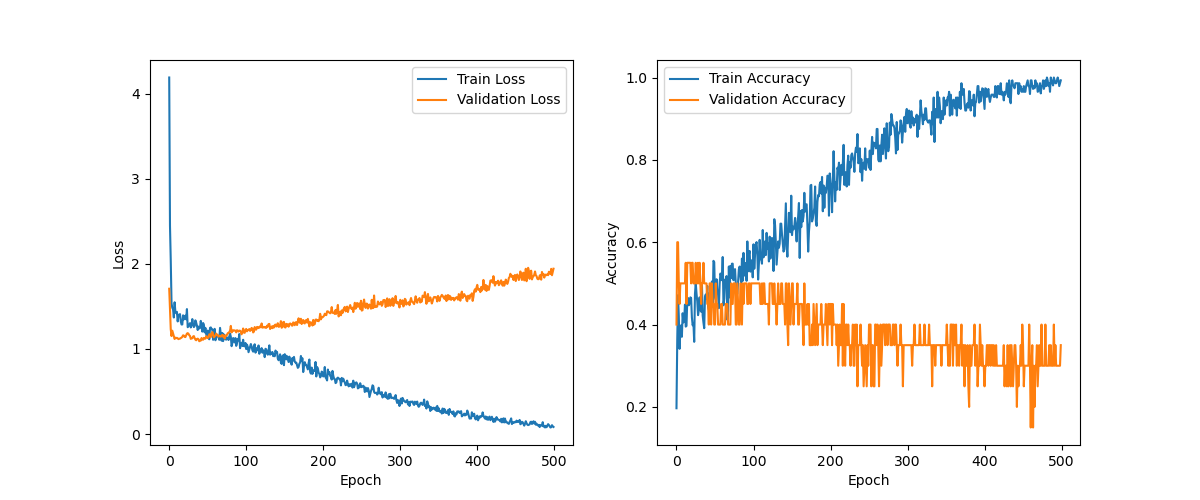 Train Loss
Validation Loss
4
3
2
1
0
Loss
0 100 200 300 400 500
Epoch
Train Accuracy
Validation Accuracy
1.0
0.8
0.6
0.4
0.2
Accuracy
0 100 200 300 400 500
Epoch